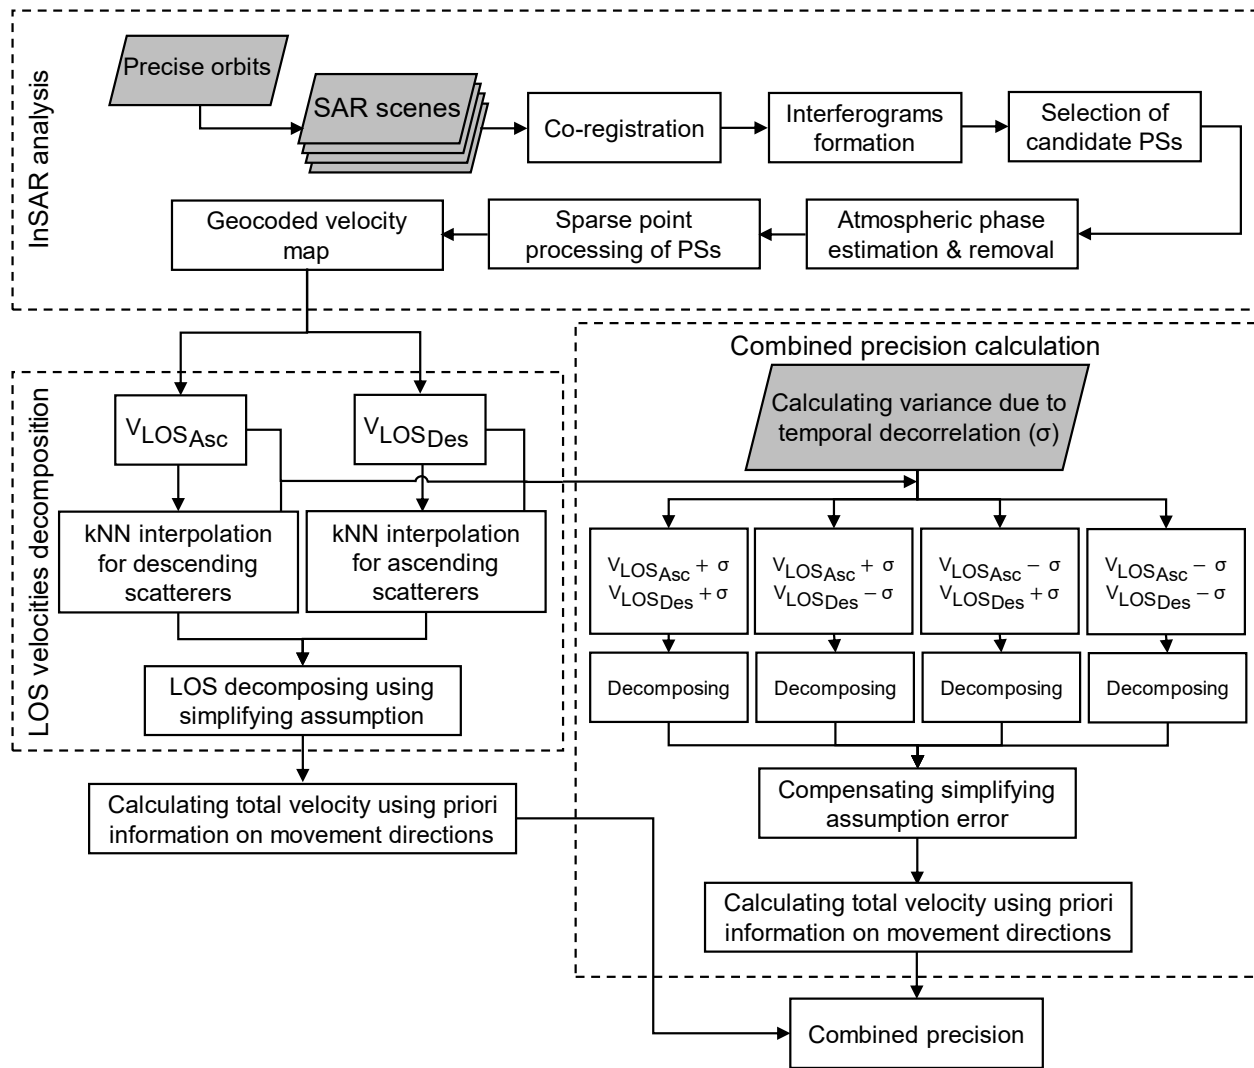 InSAR analysis
Precise orbits
SAR scenes
Co-registration
Interferograms
formation
Selection of
candidate PSs
Geocoded velocity
map
Sparse point
processing of PSs
Atmospheric phase
estimation & removal
LOS velocities decomposition
VLOSAsc
VLOSDes
kNN interpolation
for descending
scatterers
kNN interpolation
for ascending
scatterers
LOS decomposing using
simplifying assumption
Calculating total velocity using priori
information on movement directions
Combined precision calculation
Calculating variance due to
temporal decorrelation (σ)
VLOSAsc + σ
VLOSDes + σ
VLOSAsc + σ
VLOSDes − σ
VLOSAsc − σ
VLOSDes + σ
VLOSAsc − σ
VLOSDes − σ
Decomposing
Decomposing
Decomposing
Decomposing
Compensating simplifying
assumption error
Calculating total velocity using priori
information on movement directions
Combined precision